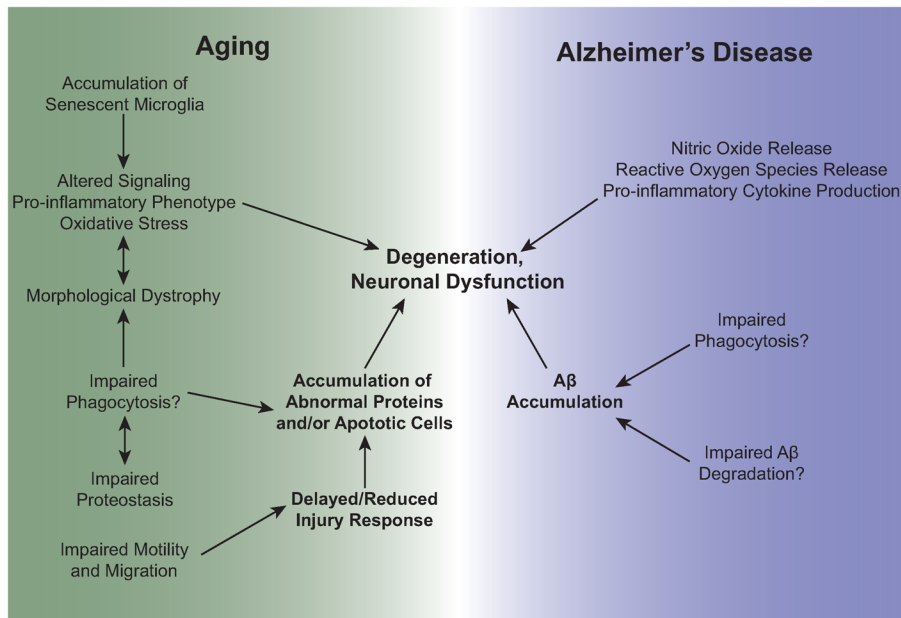 Aging
Accumulation of
Senescent Microglia
Altered Signaling
Pro-inflammatory Phenotype
Oxidative Stress
Morphological Dystrophy
Impaired
Phagocytosis?
Impaired
Proteostasis
Impaired Motility
and Migration
Accumulation of
Abnormal Proteins
and/or Apototic Cells
Delayed/Reduced
Injury Response
Degeneration,
Neuronal Dysfunction
Alzheimer’s Disease
Nitric Oxide Release
Reactive Oxygen Species Release
Pro-inflammatory Cytokine Production
Aβ
Accumulation
Impaired
Phagocytosis?
Impaired Aβ
Degradation?